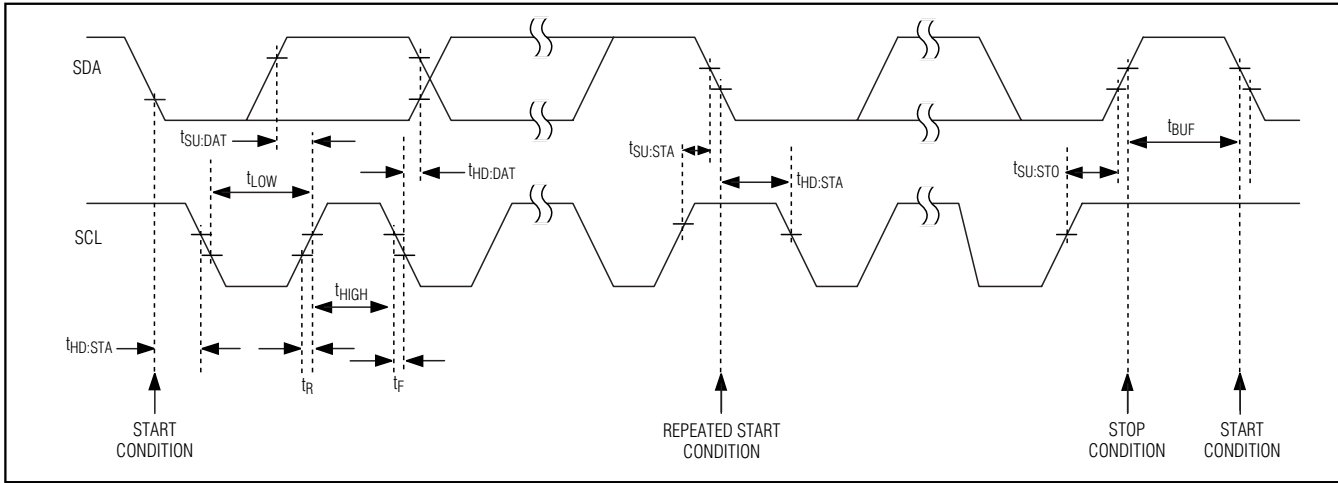 SDA
tSU:DAT
tLOW
tHD:DAT
tSU:STA
tHD:STA
tSU:STO
tBUF
SCL
tHIGH
tHD:STA
tR
tF
START
CONDITION
REPEATED START
CONDITION
STOP
CONDITION
START
CONDITION